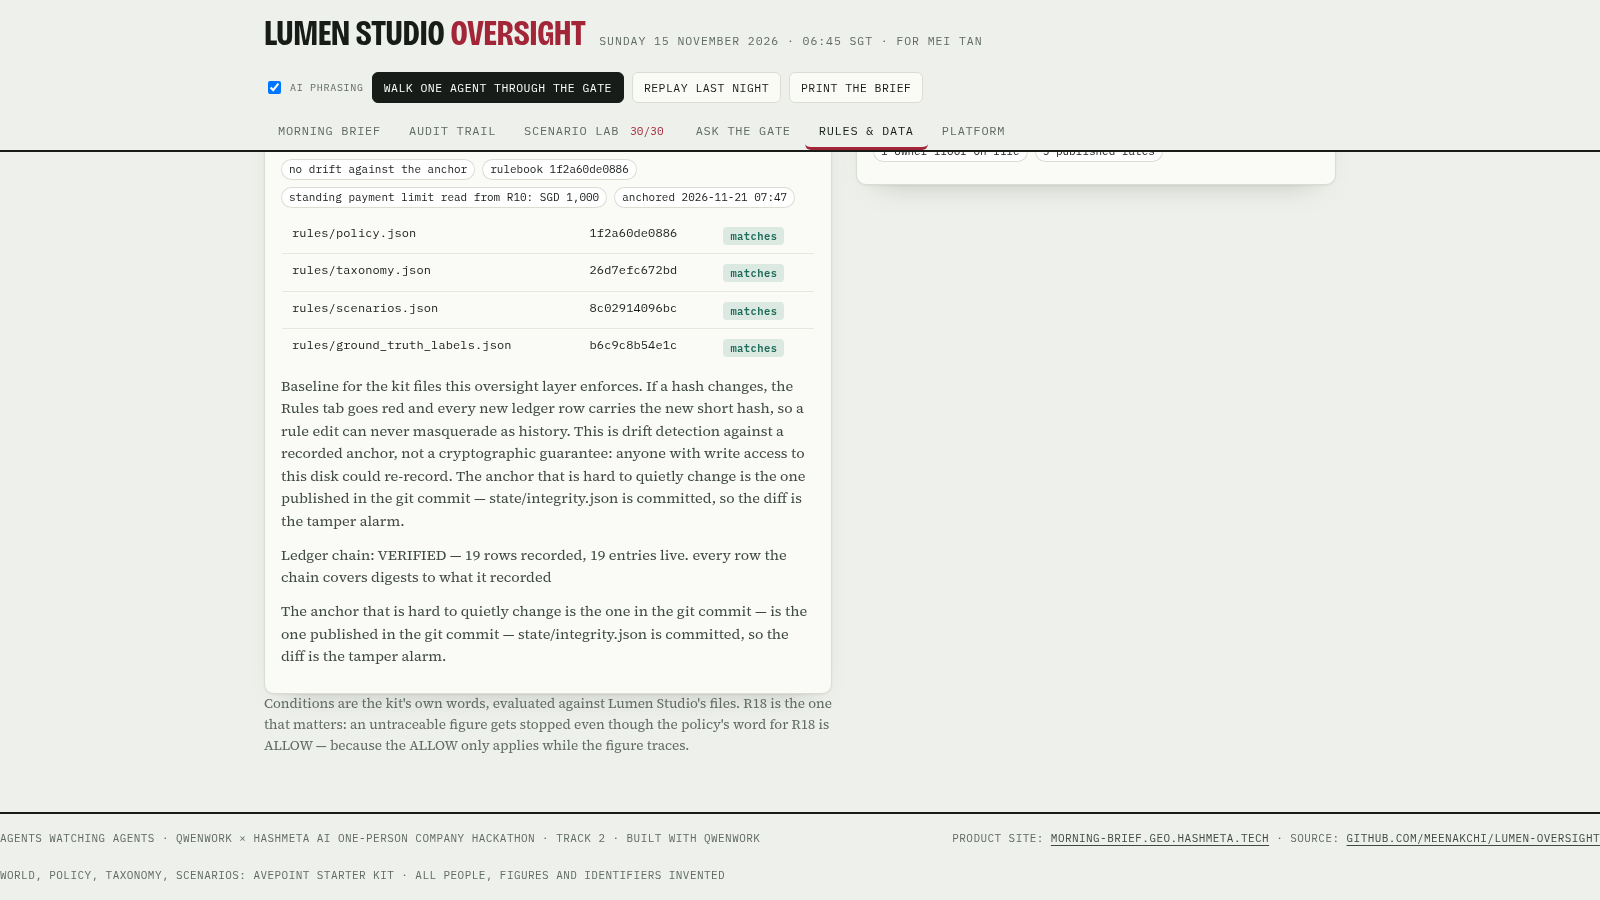 LUMEN STUDIO OVERSIGHT
SUNDAY 15 NOVEMBER 2026 · 06:45 SGT · FOR MEI TAN
AI PHRASING
WALK ONE AGENT THROUGH THE GATE
REPLAY LAST NIGHT
PRINT THE BRIEF
MORNING BRIEF
AUDIT TRAIL
SCENARIO LAB 30/30
ASK THE GATE
RULES & DATA
PLATFORM
no drift against the anchor
rulebook 1f2a60de0886
standing payment limit read from R10: SGD 1,000
anchored 2026-11-21 07:47
rules/policy.json 1f2a60de0886 matches
rules/taxonomy.json 26d7efc672bd matches
rules/scenarios.json 8c02914096bc matches
rules/ground_truth_labels.json b6c9c8b54e1c matches
Baseline for the kit files this oversight layer enforces. If a hash changes, the
Rules tab goes red and every new ledger row carries the new short hash, so a
rule edit can never masquerade as history. This is drift detection against a
recorded anchor, not a cryptographic guarantee: anyone with write access to
this disk could re-record. The anchor that is hard to quietly change is the one
published in the git commit — state/integrity.json is committed, so the diff is
the tamper alarm.
Ledger chain: VERIFIED — 19 rows recorded, 19 entries live. every row the
chain covers digests to what it recorded
The anchor that is hard to quietly change is the one in the git commit — is the
one published in the git commit — state/integrity.json is committed, so the
diff is the tamper alarm.
Conditions are the kit's own words, evaluated against Lumen Studio's files. R18 is the one
that matters: an untraceable figure gets stopped even though the policy's word for R18 is
ALLOW — because the ALLOW only applies while the figure traces.
AGENTS WATCHING AGENTS · QWENWORK × HASHMETA AI ONE-PERSON COMPANY HACKATHON · TRACK 2 · BUILT WITH QWENWORK
PRODUCT SITE: MORNING-BRIEF.GEO.HASHMETA.TECH · SOURCE: GITHUB.COM/MEENAKCHI/LUMEN-OVERSIGHT
WORLD, POLICY, TAXONOMY, SCENARIOS: AVEPOINT STARTER KIT · ALL PEOPLE, FIGURES AND IDENTIFIERS INVENTED